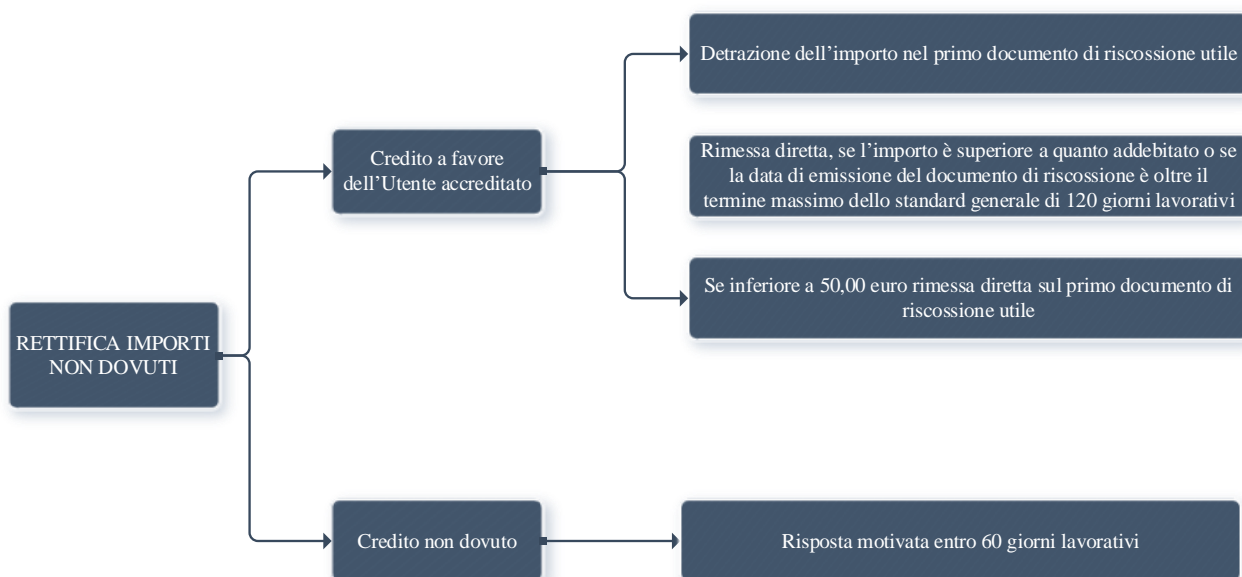 RETTIFICA IMPORTI
NON DOVUTI
Credito a favore
dell’Utente accreditato
Detrazione dell’importo nel primo documento di riscossione utile
Rimessa diretta, se l’importo è superiore a quanto addebitato o se
la data di emissione del documento di riscossione è oltre il
termine massimo dello standard generale di 120 giorni lavorativi
Se inferiore a 50,00 euro rimessa diretta sul primo documento di
riscossione utile
Credito non dovuto
Risposta motivata entro 60 giorni lavorativi